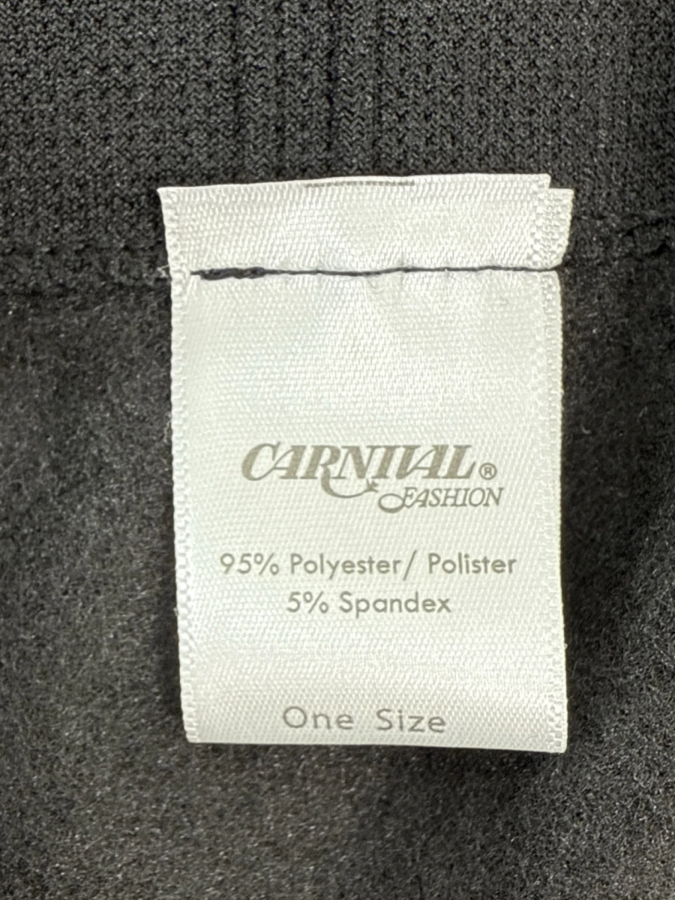 CARNIVAL®
FASHION
95% Polyester/ Polister
5% Spandex
One Size